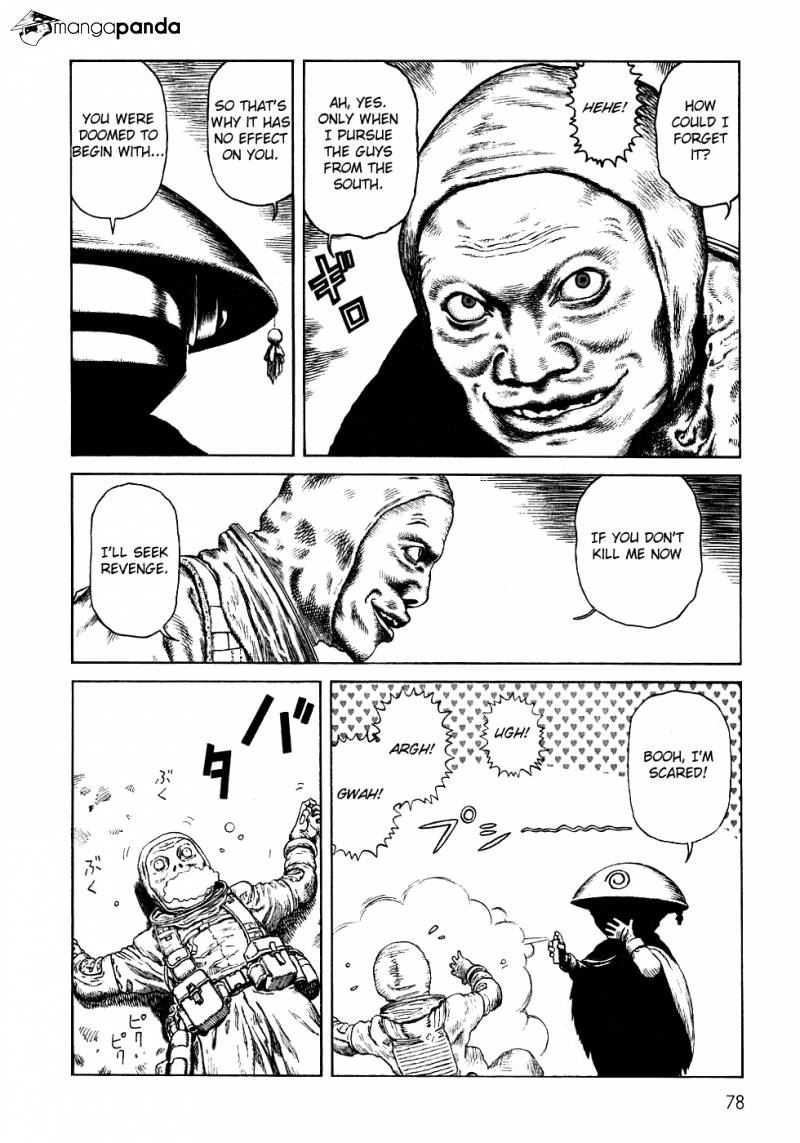 mangapanda
HOW
COULD I
FORGET
IT?
HEHE!
AH, YES.
ONLY WHEN
I PURSUE
THE GUYS
FROM THE
SOUTH.
ギロ
SO THAT'S
WHY IT HAS
NO EFFECT
ON YOU.
YOU WERE
DOOMED TO
BEGIN WITH...
IF YOU DON'T
KILL ME NOW
I'LL SEEK
REVENGE.
BOOH, I'M
SCARED!
UGH!
ARGH!
GWAH!
プシ〜〜
バタ
ぶく
ぶく
ピク
ピク
78